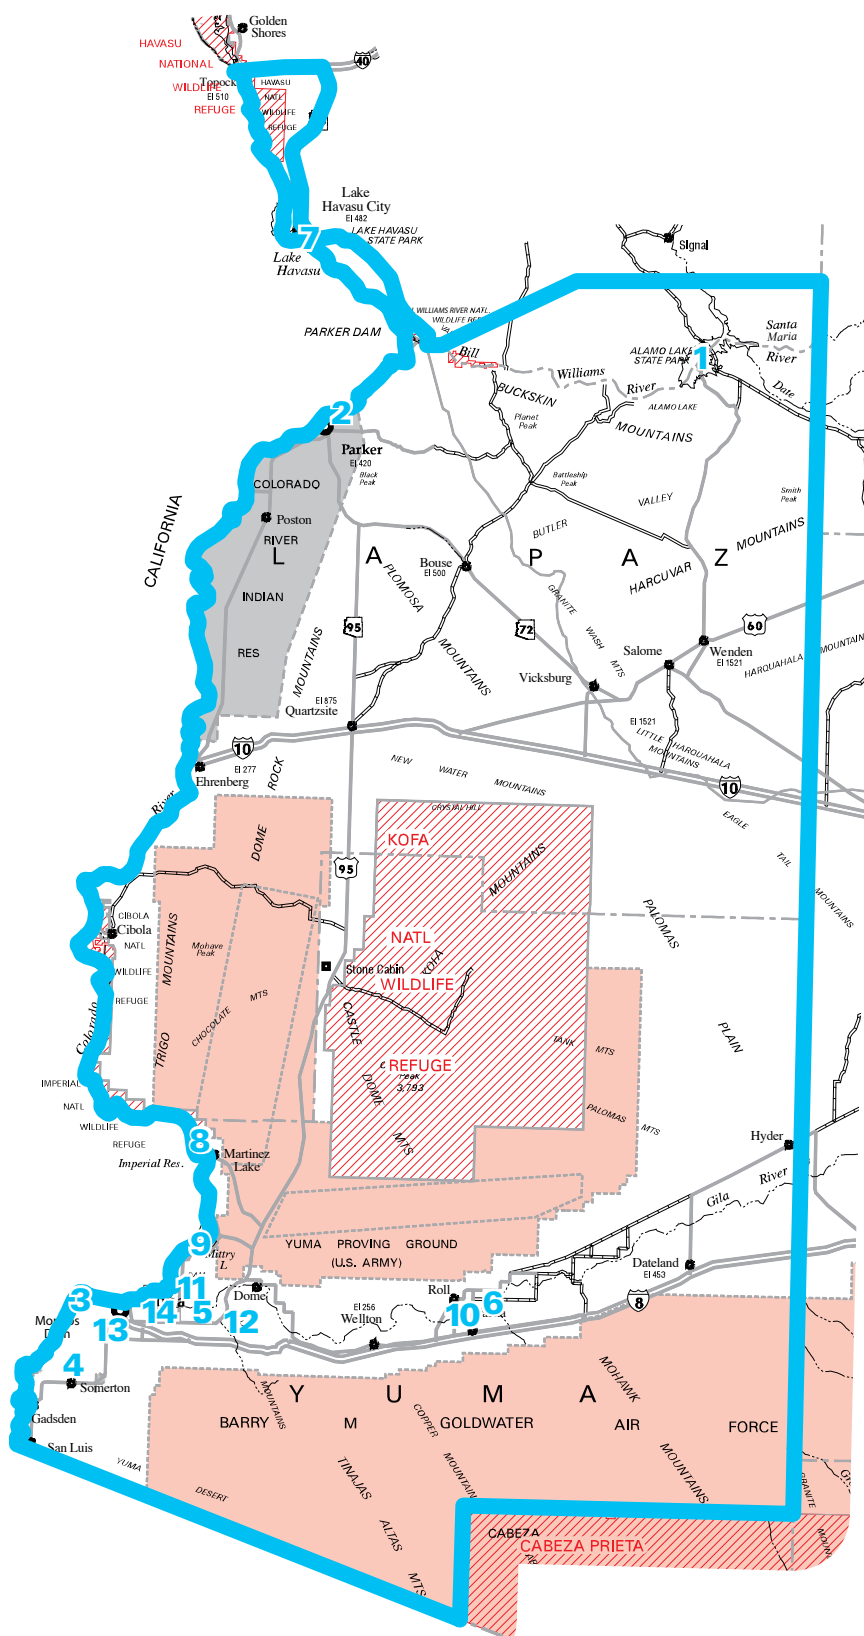 Golden
Shores
HAVASU
NATIONAL
WILDLIFE
REFUGE
40
Topock
El 510
HAVASU
NATL
WILDLIFE
REFUGE
Lake
Havasu City
El 482
LAKE HAVASU
STATE PARK
7
Lake
Havasu
Signal
WILLIAMS RIVER NATL.
WILDLIFE REF
PARKER DAM
Bill
Williams
River
Santa
Maria
River
ALAMO LAKE
STATE PARK
1
Date
ALAMO LAKE
BUCKSKIN
MOUNTAINS
Planet
Peak
2
Parker
El 420
Black
Peak
Battleship
Peak
Smith
Peak
COLORADO
Poston
RIVER
INDIAN
RES
CALIFORNIA
L A P A Z
BUTLER
VALLEY
HARCUVAR
MOUNTAINS
Bouse
El 500
PLOMOSA
MOUNTAINS
GRANITE
WASH
MTS
95
72
60
Salome
Wenden
El 1521
Vicksburg
HARQUAHALA
MOUNTAINS
El 1521
LITTLE HARQUAHALA
MOUNTAINS
El 875
Quartzsite
10
El 277
Ehrenberg
River
DOME
ROCK
MOUNTAINS
NEW
WATER
MOUNTAINS
10
EAGLE
TAIL
MOUNTAINS
CRYSTAL HILL
KOFA
NATL
WILDLIFE
REFUGE
95
KOFA
MOUNTAINS
PALOMAS
PLAIN
CIBOLA
Cibola
NATL
WILDLIFE
REFUGE
Mohave
Peak
TRIGO
MOUNTAINS
CHOCOLATE
MTS
Stone Cabin
CASTLE
DOME
MTS
Peak
3,793
TANK
MTS
PALOMAS
MTS
Colorado
IMPERIAL
NATL
WILDLIFE
REFUGE
8
Imperial Res.
Martinez
Lake
Hyder
Gila
River
9
Mittry
L
YUMA PROVING GROUND
(U.S. ARMY)
Dateland
El 453
3
11
14
5
13
12
Dome
Roll
6
10
8
El 256
Wellton
4
Somerton
Gadsden
San Luis
YUMA
DESERT
Y U M A
MOHAWK
MOUNTAINS
BARRY M GOLDWATER AIR FORCE
COPPER
MOUNTAINS
TINAJAS
ALTAS
MTS
GRANITE
CABEZA
CABEZA PRIETA